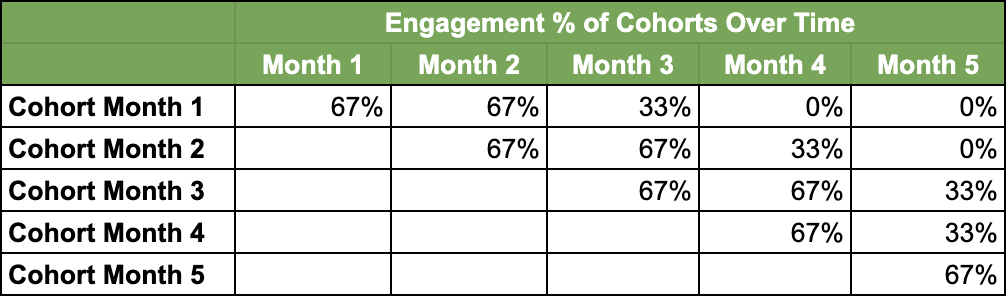 Engagement % of Cohorts Over Time
Month 1 Month 2 Month 3 Month 4 Month 5
Cohort Month 1 67% 67% 33% 0% 0%
Cohort Month 2 67% 67% 33% 0%
Cohort Month 3 67% 67% 33%
Cohort Month 4 67% 33%
Cohort Month 5 67%